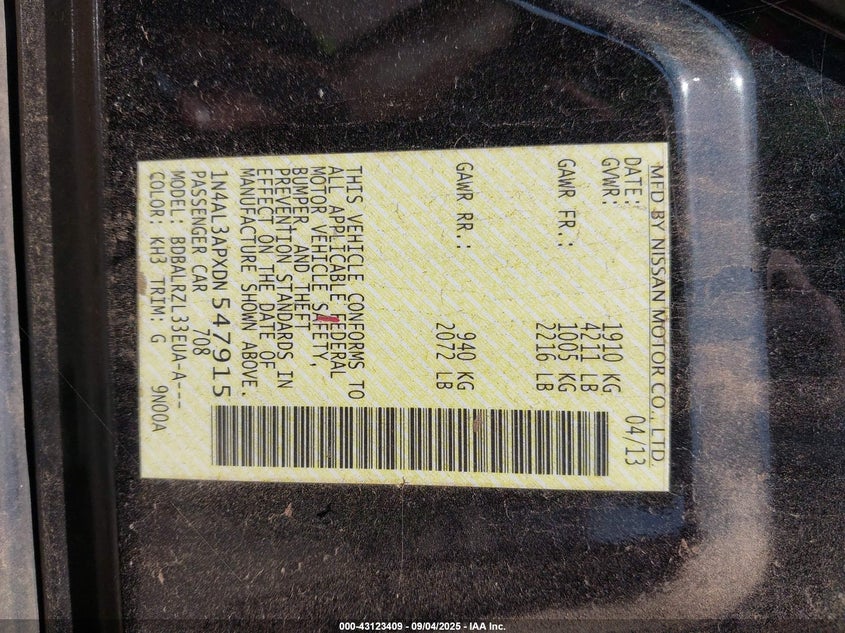 MFD BY NISSAN MOTOR CO., LTD.
DATE: 04/13
GVWR: 1910 KG
4211 LB
GAWR FR.: 1005 KG
2216 LB
GAWR RR.: 940 KG
2072 LB
THIS VEHICLE CONFORMS TO
ALL APPLICABLE FEDERAL
MOTOR VEHICLE SAFETY,
BUMPER, AND THEFT
PREVENTION STANDARDS IN
EFFECT ON THE DATE OF
MANUFACTURE SHOWN ABOVE.
1N4AL3APXDN547915
PASSENGER CAR 708
MODEL: BDBALRZL33EUA-A---
COLOR: KH3 TRIM: G 9N00A
000-43123409 - 09/04/2025 - IAA Inc.